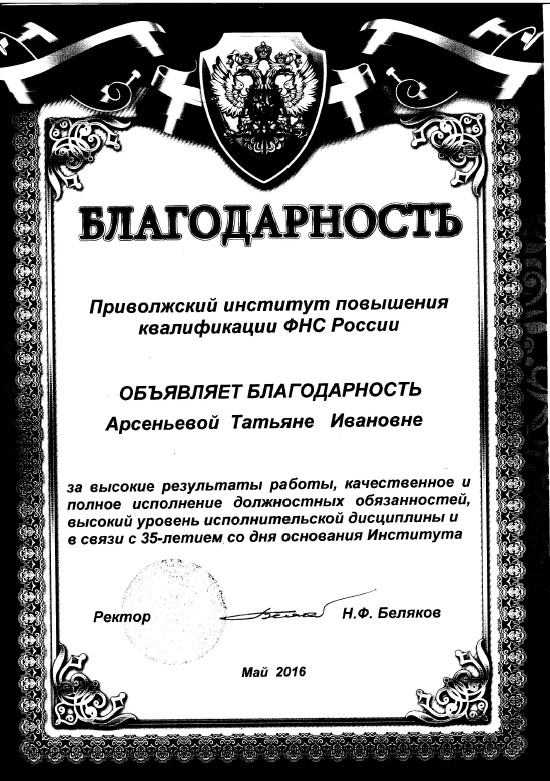 БЛАГОДАРНОСТЬ
Приволжский институт повышения
квалификации ФНС России
ОБЪЯВЛЯЕТ БЛАГОДАРНОСТЬ
Арсеньевой Татьяне Ивановне
за высокие результаты работы, качественное и
полное исполнение должностных обязанностей,
высокий уровень исполнительской дисциплины и
в связи с 35-летием со дня основания Института
Ректор Н.Ф. Беляков
Май 2016